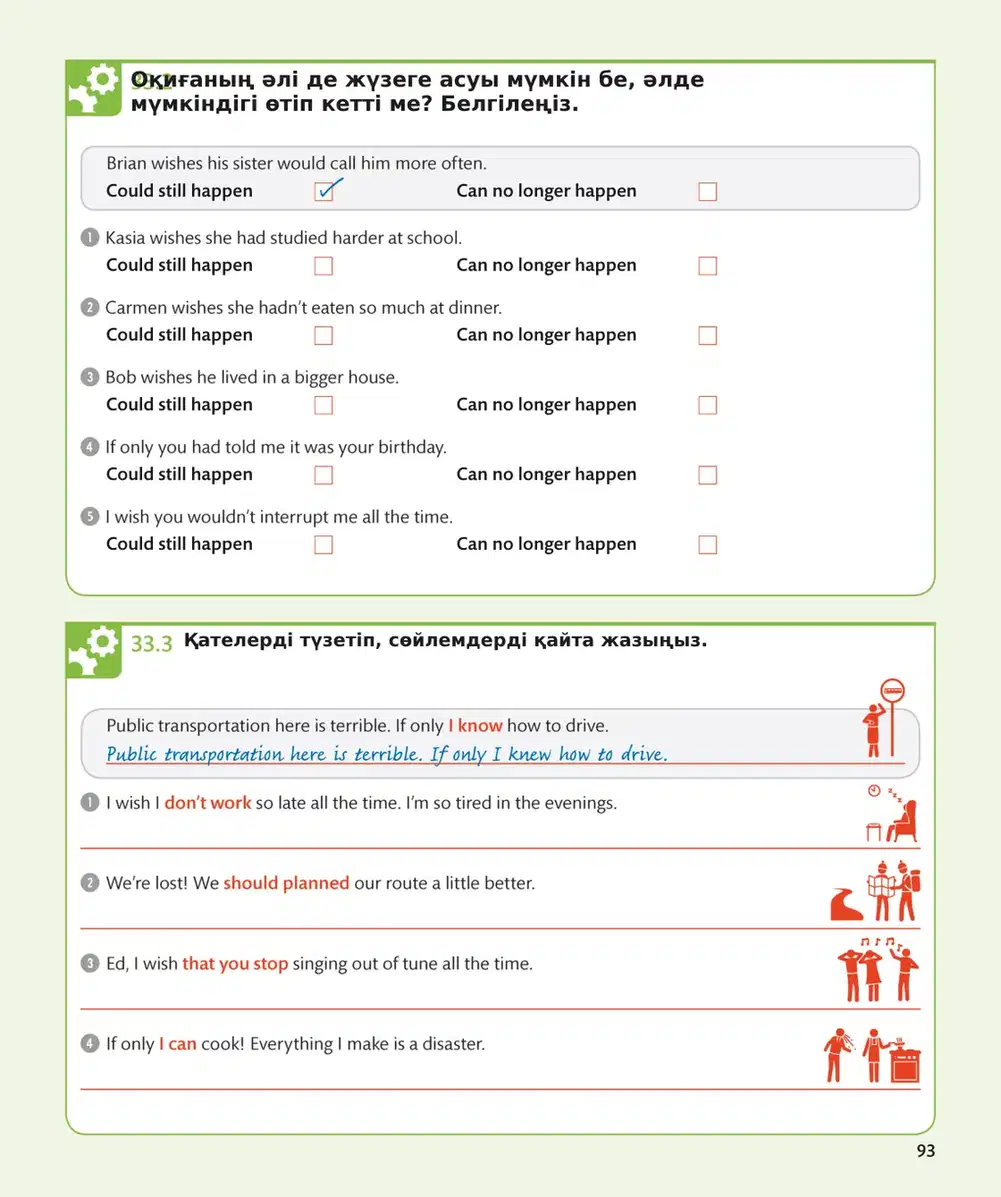 33.2 Оқиғаның әлі де жүзеге асуы мүмкін бе, әлде
мүмкіндігі өтіп кетті ме? Белгілеңіз.
Brian wishes his sister would call him more often.
Could still happen ✓ Can no longer happen
1 Kasia wishes she had studied harder at school.
Could still happen Can no longer happen
2 Carmen wishes she hadn't eaten so much at dinner.
Could still happen Can no longer happen
3 Bob wishes he lived in a bigger house.
Could still happen Can no longer happen
4 If only you had told me it was your birthday.
Could still happen Can no longer happen
5 I wish you wouldn't interrupt me all the time.
Could still happen Can no longer happen
33.3 Қателерді түзетіп, сөйлемдерді қайта жазыңыз.
Public transportation here is terrible. If only I know how to drive.
Public transportation here is terrible. If only I knew how to drive.
1 I wish I don't work so late all the time. I'm so tired in the evenings.
2 We're lost! We should planned our route a little better.
3 Ed, I wish that you stop singing out of tune all the time.
4 If only I can cook! Everything I make is a disaster.
93